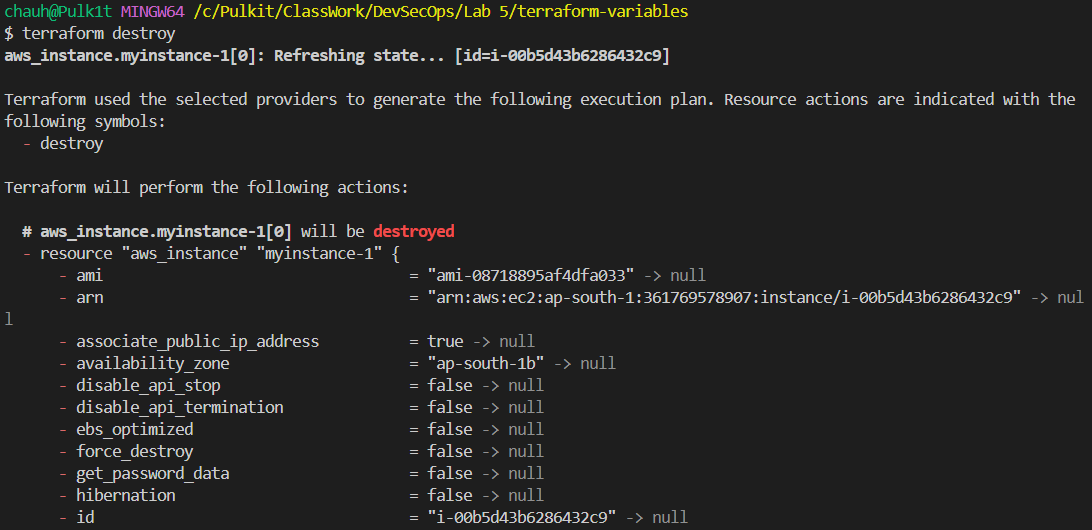 chauh@Pulk1t MINGW64 /c/Pulkit/ClassWork/DevSecOps/Lab 5/terraform-variables
$ terraform destroy
aws_instance.myinstance-1[0]: Refreshing state... [id=i-00b5d43b6286432c9]
Terraform used the selected providers to generate the following execution plan. Resource actions are indicated with the
following symbols:
- destroy
Terraform will perform the following actions:
# aws_instance.myinstance-1[0] will be destroyed
- resource "aws_instance" "myinstance-1" {
- ami = "ami-08718895af4dfa033" -> null
- arn = "arn:aws:ec2:ap-south-1:361769578907:instance/i-00b5d43b6286432c9" -> nul
l
- associate_public_ip_address = true -> null
- availability_zone = "ap-south-1b" -> null
- disable_api_stop = false -> null
- disable_api_termination = false -> null
- ebs_optimized = false -> null
- force_destroy = false -> null
- get_password_data = false -> null
- hibernation = false -> null
- id = "i-00b5d43b6286432c9" -> null